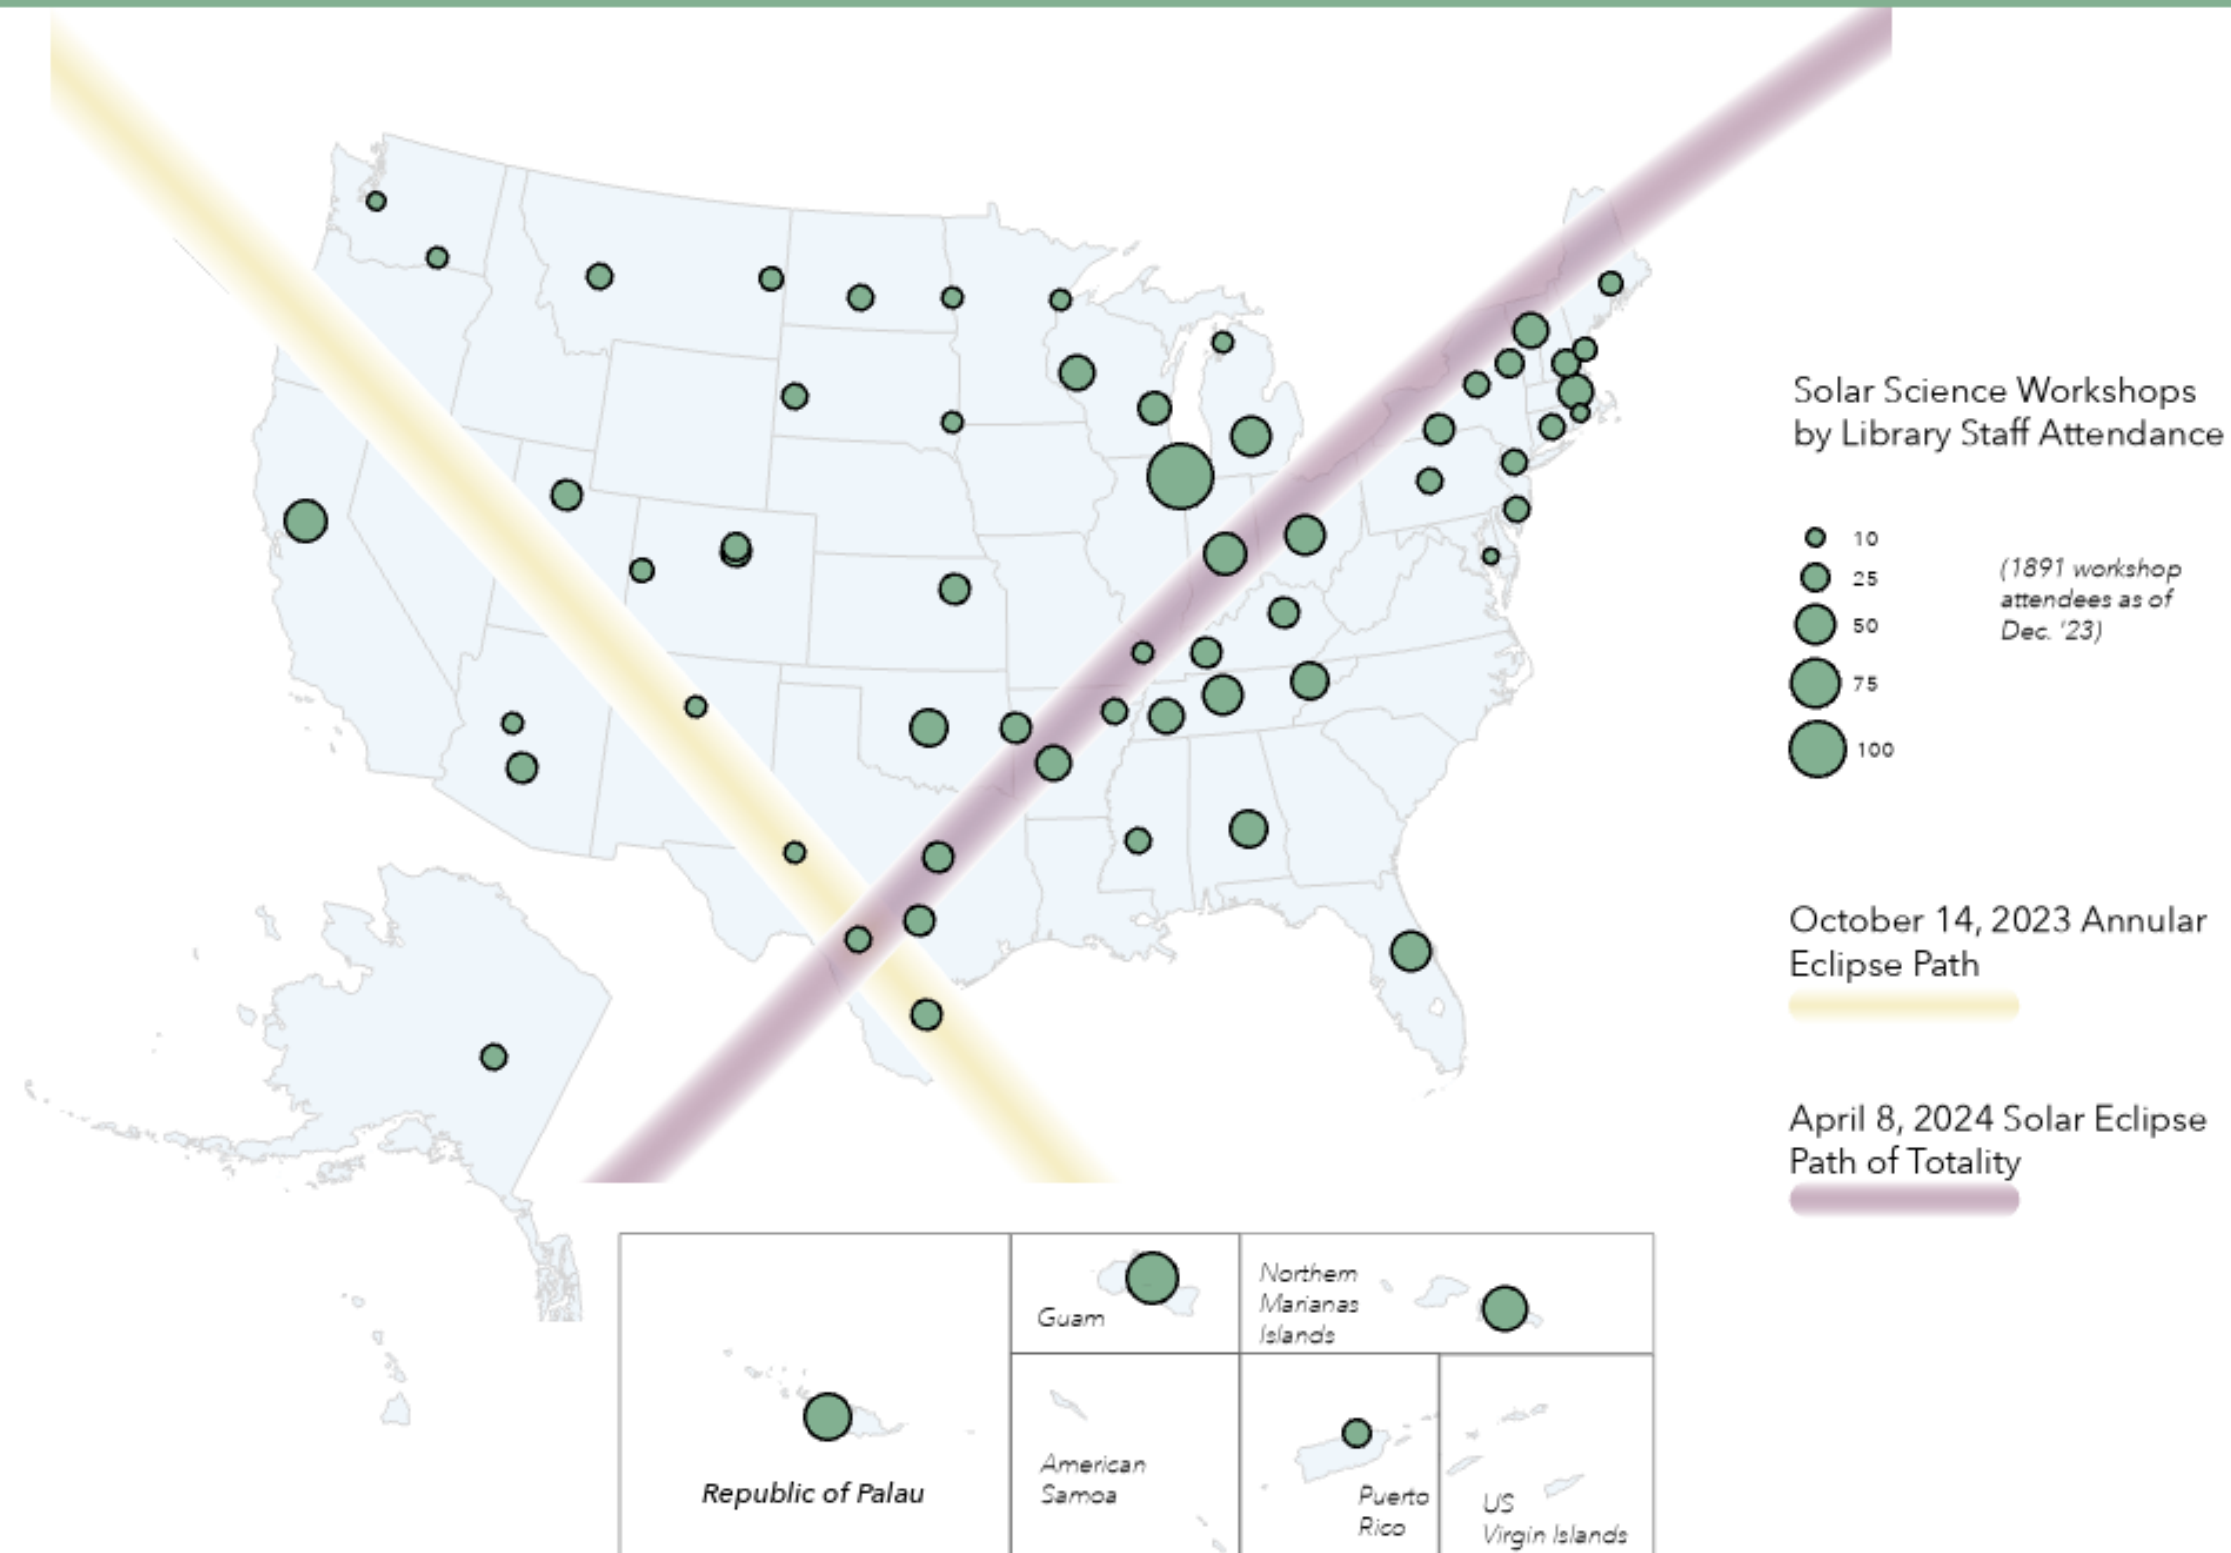 Solar Science Workshops
by Library Staff Attendance
10
25
50
75
100
(1891 workshop
attendees as of
Dec. '23)
October 14, 2023 Annular
Eclipse Path
April 8, 2024 Solar Eclipse
Path of Totality
Guam
Northern
Marianas
Islands
Republic of Palau
American
Samoa
Puerto
Rico
US
Virgin Islands